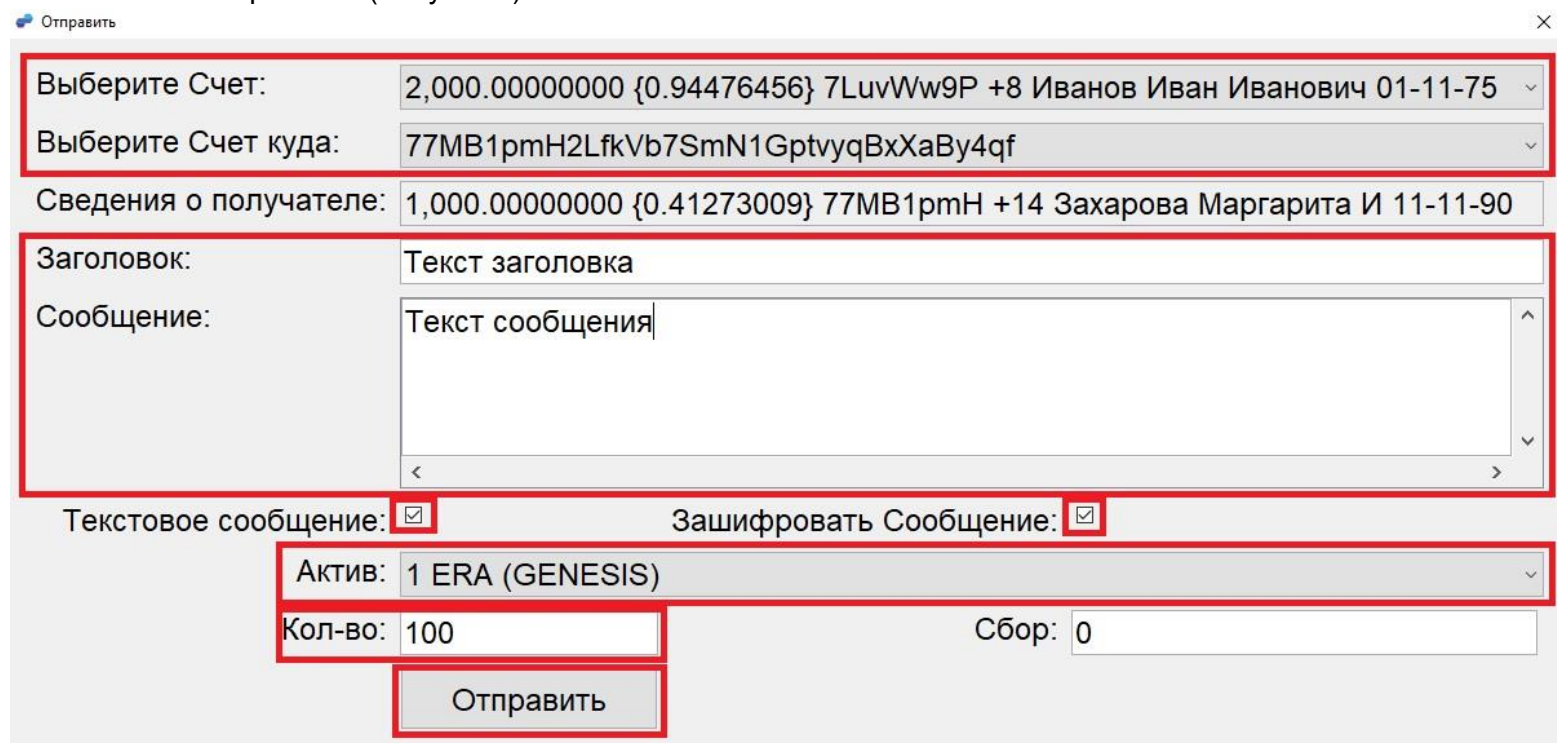 Отправить
Выберите Счет: 2,000.00000000 {0.94476456} 7LuvWw9P +8 Иванов Иван Иванович 01-11-75
Выберите Счет куда: 77MB1pmH2LfkVb7SmN1GptvyqBxXaBy4qf
Сведения о получателе: 1,000.00000000 {0.41273009} 77MB1pmH +14 Захарова Маргарита И 11-11-90
Заголовок: Текст заголовка
Сообщение: Текст сообщения
Текстовое сообщение: Зашифровать Сообщение:
Актив: 1 ERA (GENESIS)
Кол-во: 100 Сбор: 0
Отправить